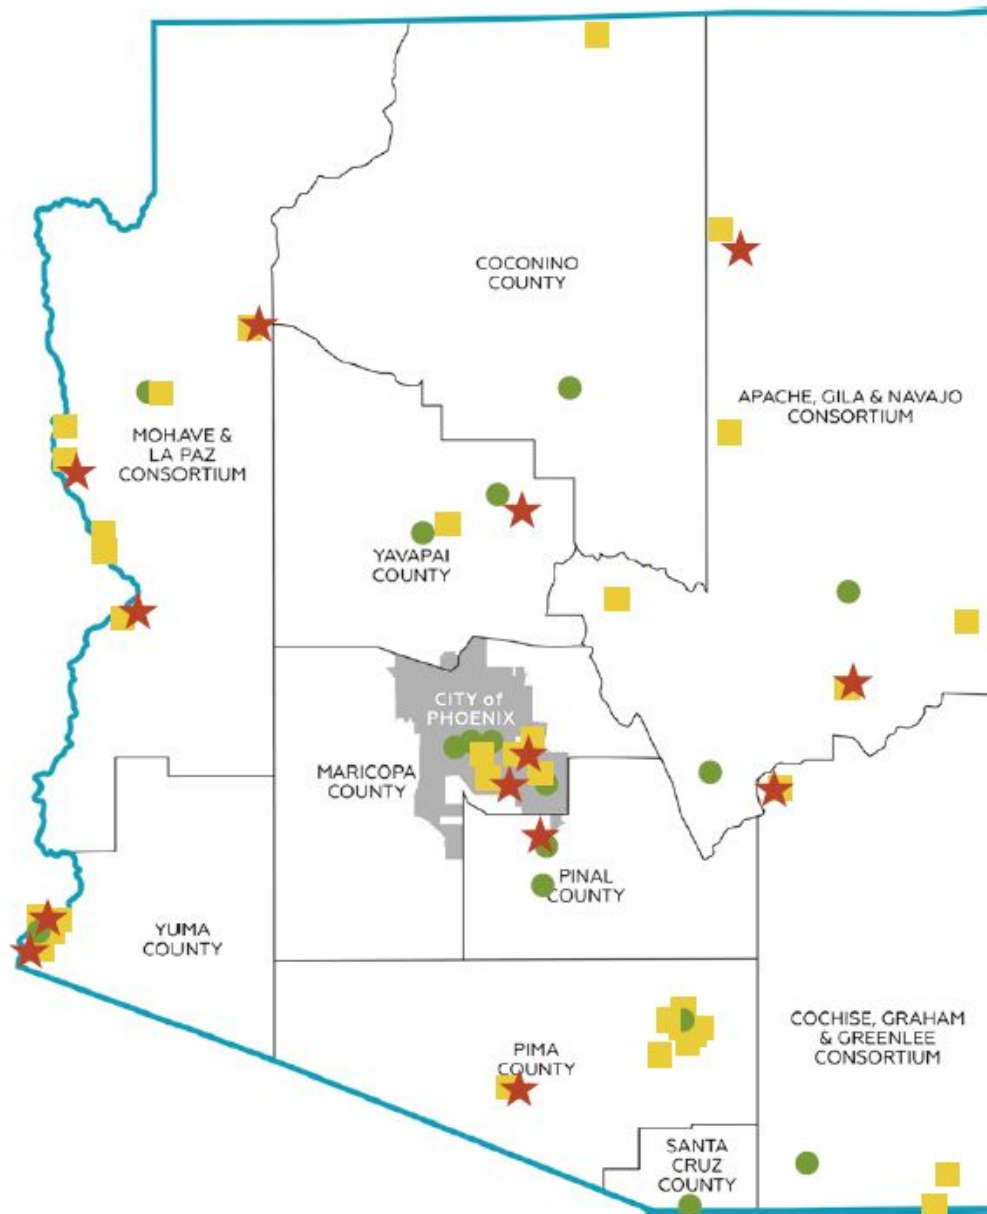 COCONINO
COUNTY
APACHE, GILA & NAVAJO
CONSORTIUM
MOHAVE &
LA PAZ
CONSORTIUM
YAVAPAI
COUNTY
CITY of
PHOENIX
MARICOPA
COUNTY
PINAL
COUNTY
YUMA
COUNTY
COCHISE, GRAHAM
& GREENLEE
CONSORTIUM
PIMA
COUNTY
SANTA
CRUZ
COUNTY